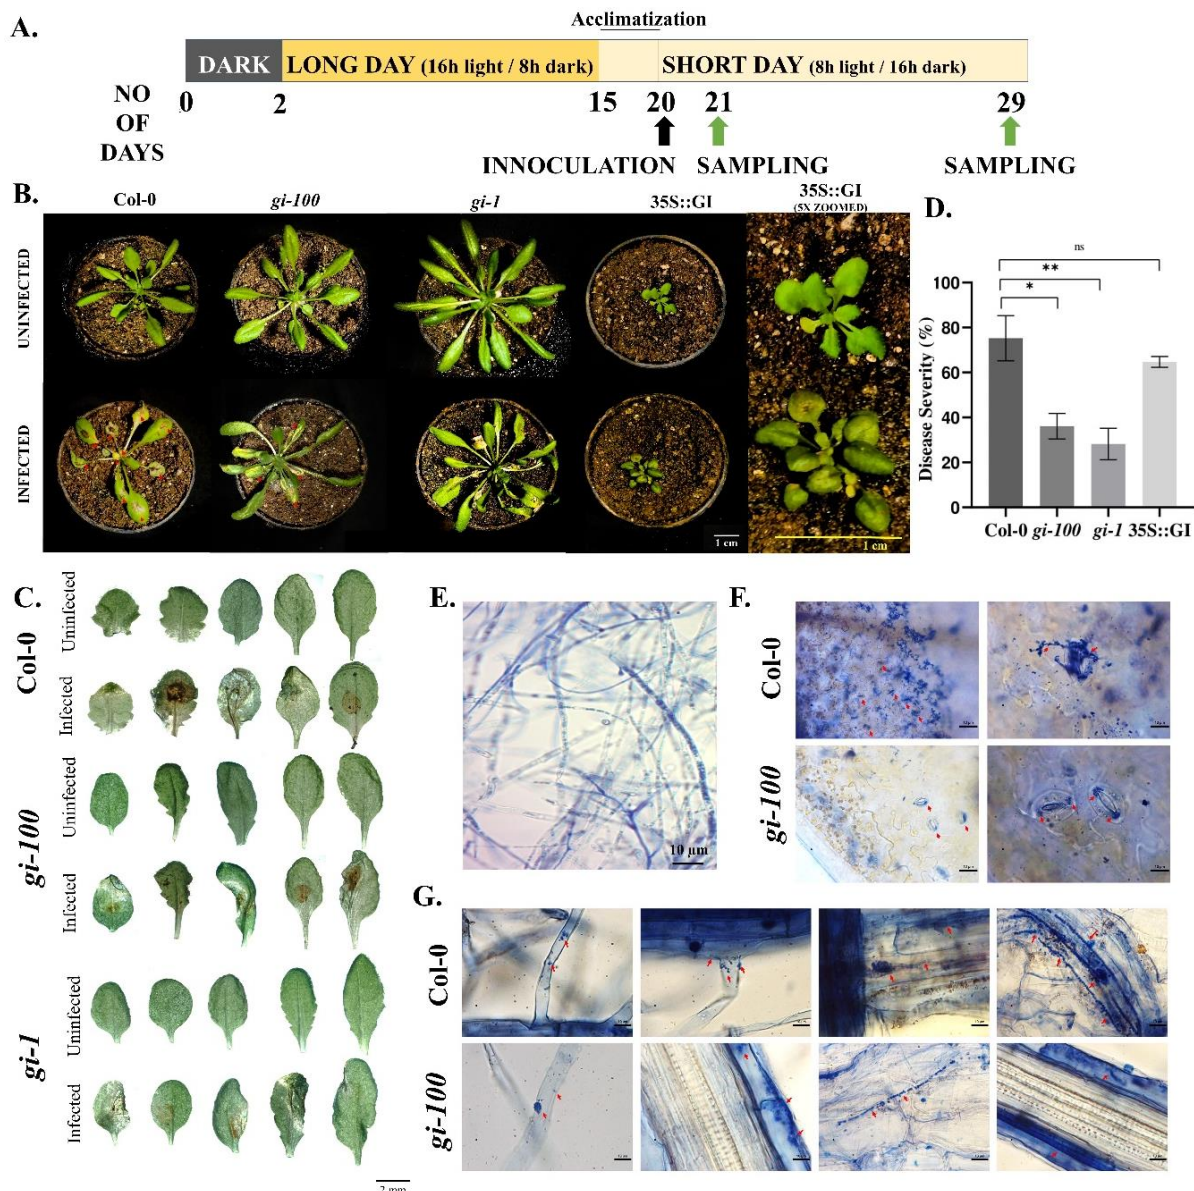 A.
Acclimatization
DARK
LONG DAY (16h light / 8h dark)
SHORT DAY (8h light / 16h dark)
NO
OF
DAYS
0
2
15
20
21
29
INNOCULATION
SAMPLING
SAMPLING
B.
Col-0
gi-100
gi-1
35S::GI
35S::GI
(5X ZOOMED)
UNINFECTED
INFECTED
1 cm
1 cm
D.
ns
**
*
Disease Severity (%)
100
80
60
40
20
0
Col-0 gi-100 gi-1 35S::GI
C.
Col-0
Uninfected
Infected
gi-100
Uninfected
Infected
gi-1
Uninfected
Infected
2 mm
E.
10 µm
F.
Col-0
gi-100
G.
Col-0
gi-100